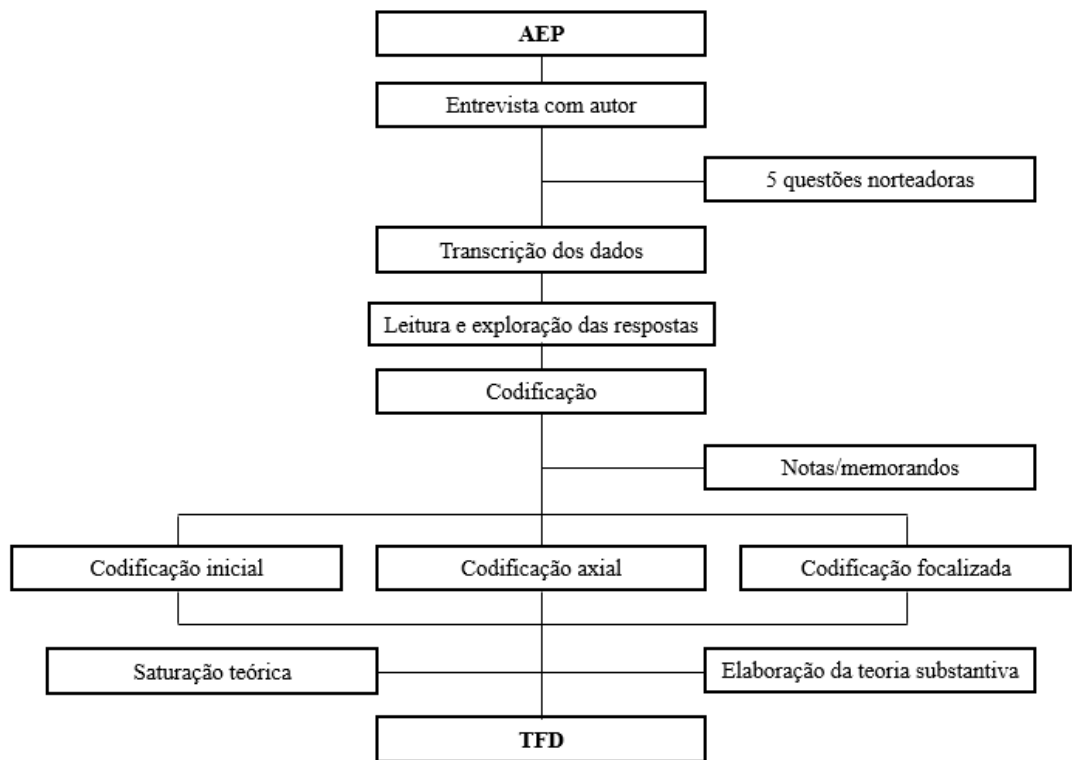 AEP
Entrevista com autor
5 questões norteadoras
Transcrição dos dados
Leitura e exploração das respostas
Codificação
Notas/memorandos
Codificação inicial
Codificação axial
Codificação focalizada
Saturação teórica
Elaboração da teoria substantiva
TFD